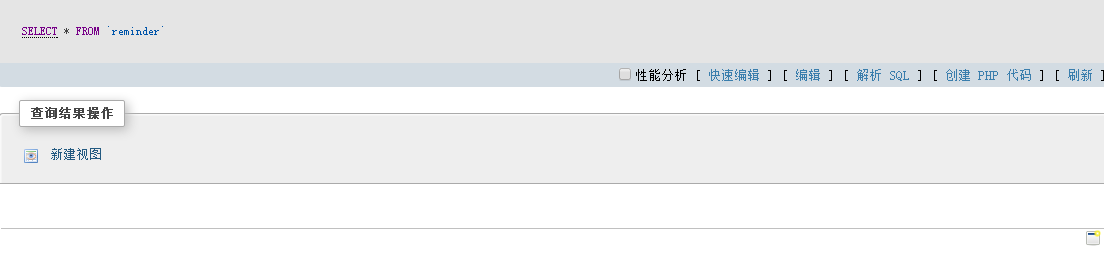 SELECT * FROM `reminder`
性能分析 [ 快速编辑 ] [ 编辑 ] [ 解析 SQL ] [ 创建 PHP 代码 ] [ 刷新 ]
查询结果操作
新建视图